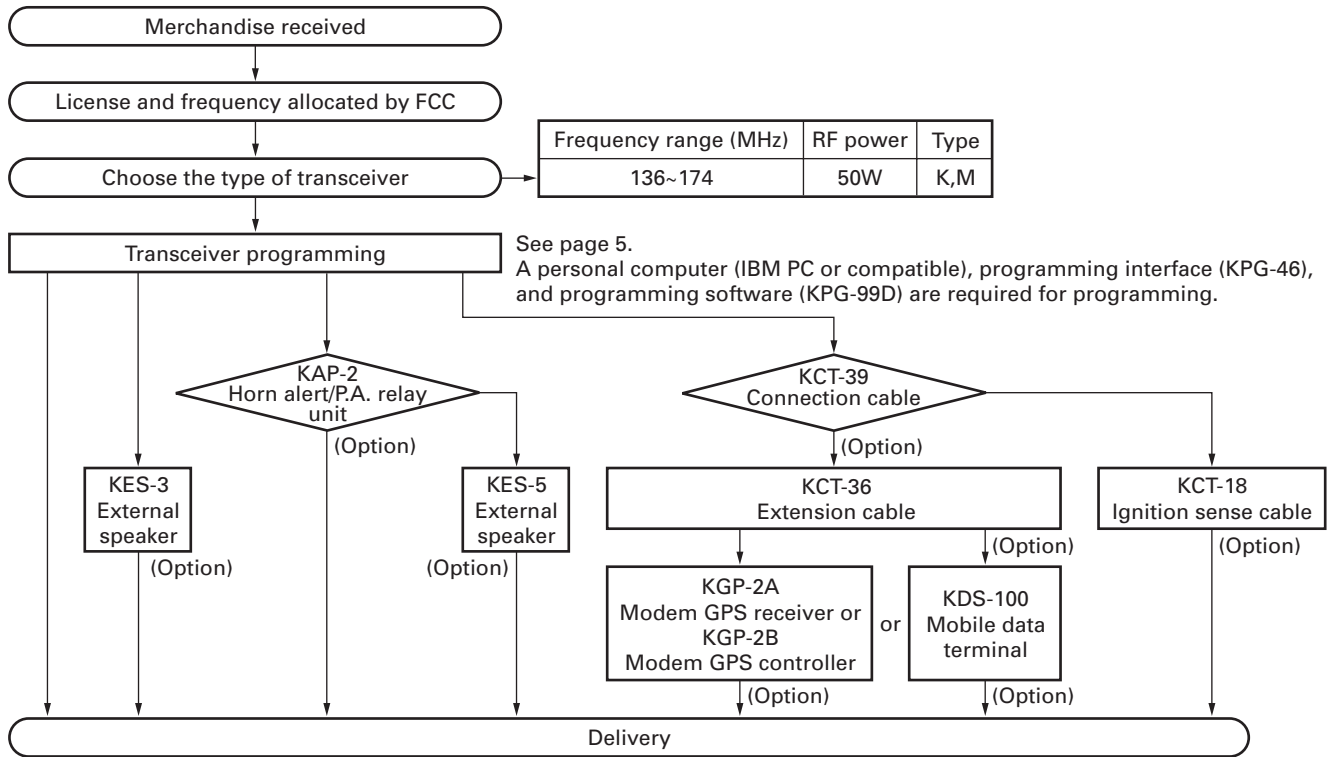 Merchandise received
License and frequency allocated by FCC
Choose the type of transceiver
Frequency range (MHz) RF power Type
136~174 50W K,M
Transceiver programming
See page 5.
A personal computer (IBM PC or compatible), programming interface (KPG-46),
and programming software (KPG-99D) are required for programming.
KAP-2
Horn alert/P.A. relay
unit
(Option)
KCT-39
Connection cable
(Option)
KES-3
External
speaker
(Option)
KES-5
External
speaker
(Option)
KCT-36
Extension cable
(Option)
KCT-18
Ignition sense cable
(Option)
KGP-2A
Modem GPS receiver or
KGP-2B
Modem GPS controller
(Option)
or
KDS-100
Mobile data
terminal
(Option)
Delivery